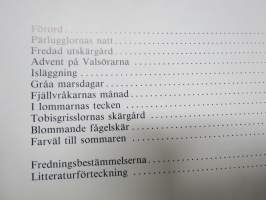 Förord
Pärlugglornas natt
Fredad utskärgård
Advent på Valsörarna
Isläggning
Gråa marsdagar
Fjällvråkarnas månad
I lommarnas tecken
Tobisgrisslornas skärgård
Blommande fågelskär
Farväl till sommaren
Fredningsbestämmelserna
Litteraturförteckning